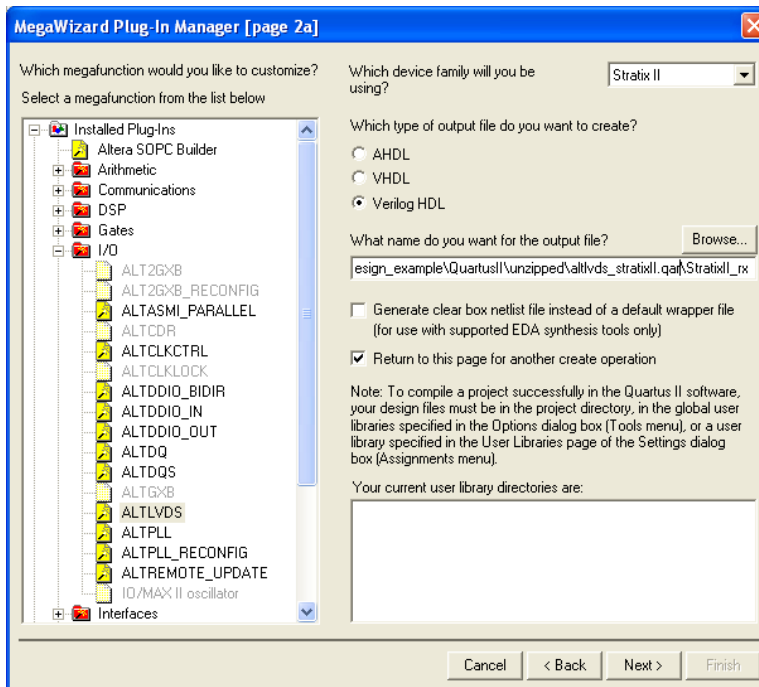 MegaWizard Plug-In Manager [page 2a]
Which megafunction would you like to customize?
Select a megafunction from the list below
Installed Plug-Ins
Altera SOPC Builder
Arithmetic
Communications
DSP
Gates
I/O
ALT2GXB
ALT2GXB_RECONFIG
ALTASMI_PARALLEL
ALTCDR
ALTCLKCTRL
ALTCLKLOCK
ALTDDIO_BIDIR
ALTDDIO_IN
ALTDDIO_OUT
ALTDQ
ALTDQS
ALTGXB
ALTLVDS
ALTPLL
ALTPLL_RECONFIG
ALTREMOTE_UPDATE
IO/MAX II oscillator
Interfaces
Which device family will you be
using?
Stratix II
Which type of output file do you want to create?
AHDL
VHDL
Verilog HDL
What name do you want for the output file?
Browse...
esign_example\QuartusII\unzipped\altlvds_stratixII.qar\StratixII_rx
Generate clear box netlist file instead of a default wrapper file
(for use with supported EDA synthesis tools only)
Return to this page for another create operation
Note: To compile a project successfully in the Quartus II software,
your design files must be in the project directory, in the global user
libraries specified in the Options dialog box (Tools menu), or a user
library specified in the User Libraries page of the Settings dialog
box (Assignments menu).
Your current user library directories are:
Cancel
< Back
Next >
Finish